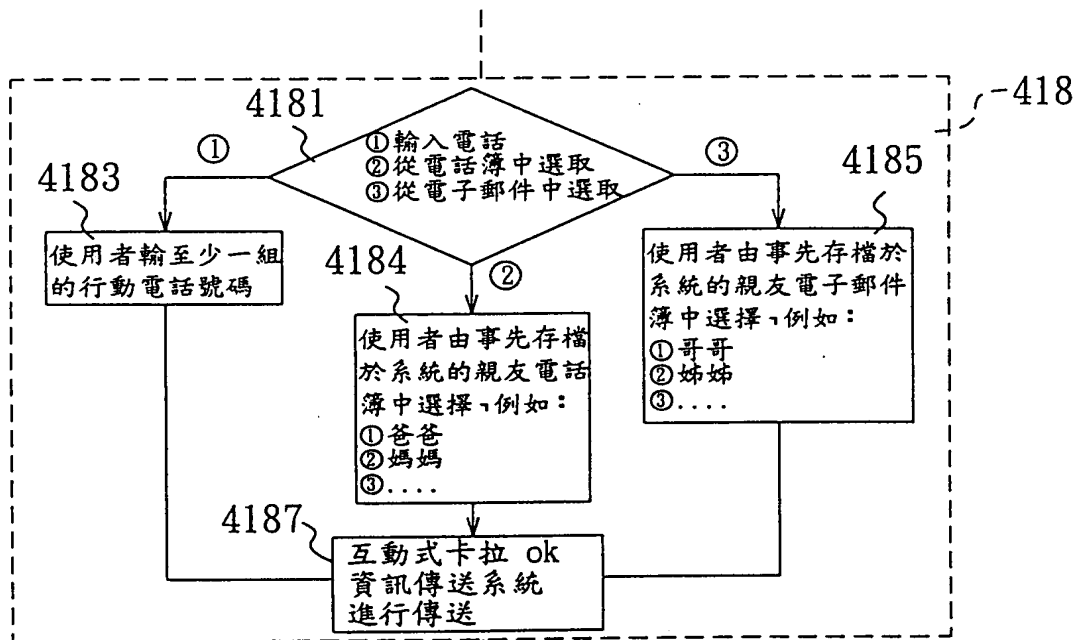 418
4181
①輸入電話
②從電話簿中選取
③從電子郵件中選取
①
③
4183
4185
使用者輸至少一組
的行動電話號碼
4184
②
使用者由事先存檔
於系統的親友電話
簿中選擇,例如:
①爸爸
②媽媽
③....
使用者由事先存檔於
系統的親友電子郵件
簿中選擇,例如:
①哥哥
②姊姊
③....
4187
互動式卡拉 ok
資訊傳送系統
進行傳送